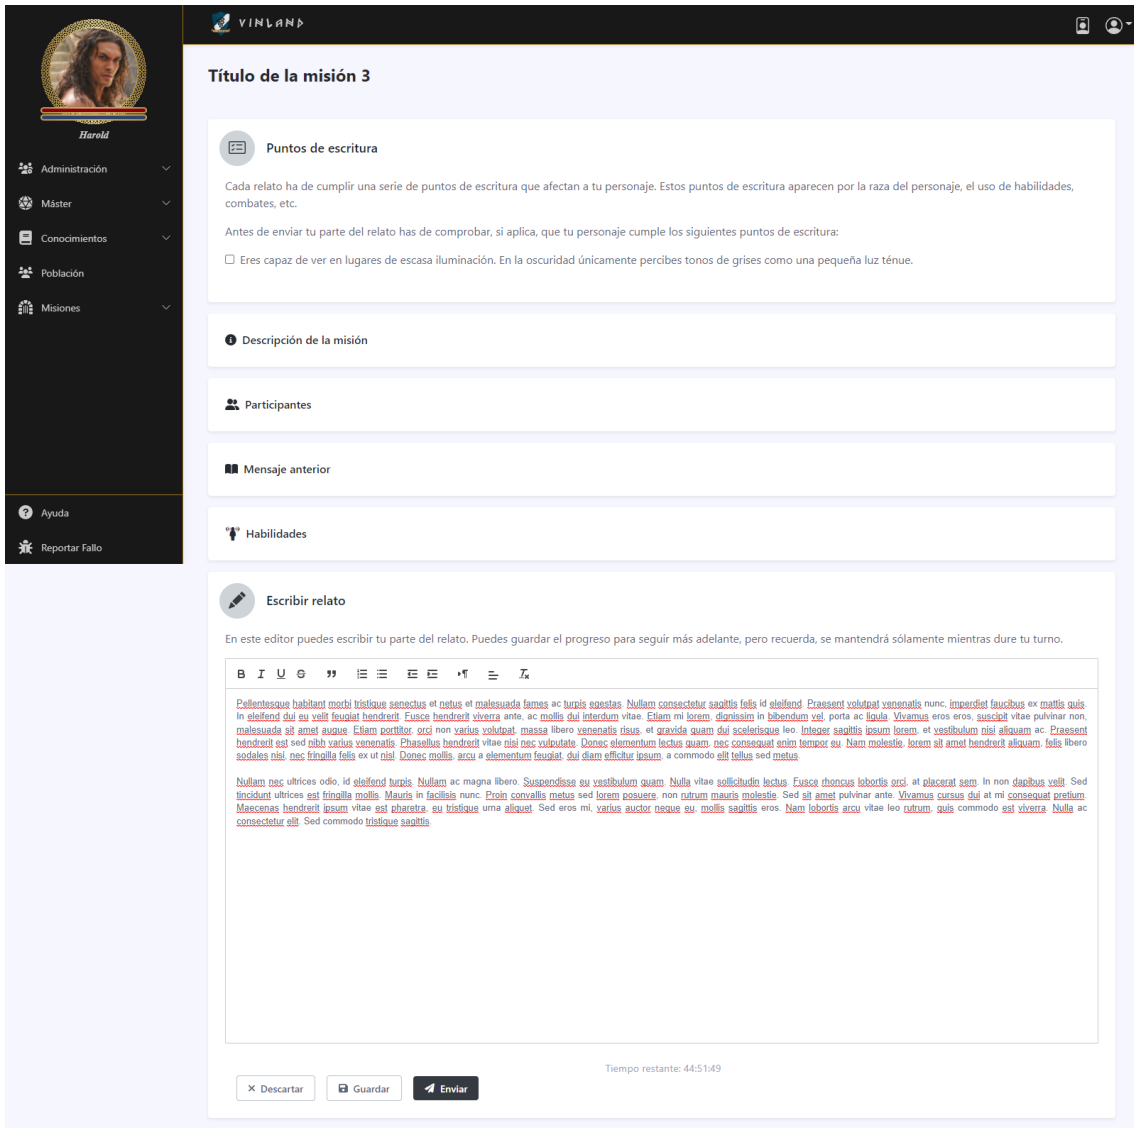 VINLAND
Harold
Administración
Máster
Conocimientos
Población
Misiones
Ayuda
Reportar Fallo
Título de la misión 3
Puntos de escritura
Cada relato ha de cumplir una serie de puntos de escritura que afectan a tu personaje. Estos puntos de escritura aparecen por la raza del personaje, el uso de habilidades,
combates, etc.
Antes de enviar tu parte del relato has de comprobar, si aplica, que tu personaje cumple los siguientes puntos de escritura:
Eres capaz de ver en lugares de escasa iluminación. En la oscuridad únicamente percibes tonos de grises como una pequeña luz ténue.
Descripción de la misión
Participantes
Mensaje anterior
Habilidades
Escribir relato
En este editor puedes escribir tu parte del relato. Puedes guardar el progreso para seguír más adelante, pero recuerda, se mantendrá sólamente mientras dure tu turno.
Pellentesque habitant morbi tristique senectus et netus et malesuada fames ac turpis egestas. Nullam consectetur sagittis felis id eleifend. Praesent volutpat venenatis nunc, imperdiet faucibus ex mattis quis.
In eleifend dui eu velit feugiat hendrerit. Fusce hendrerit viverra ante, ac mollis dui interdum vitae. Etiam mi lorem, dignissim in bibendum vel, porta ac ligula. Vivamus eros eros, suscipit vitae pulvinar non,
malesuada sit amet augue. Etiam porttitor, orci non varius volutpat, massa libero venenatis risus, et gravida quam dui scelerisque leo. Integer sagittis ipsum lorem, et vestibulum nisi aliquam ac. Praesent
hendrerit est sed nibh varius venenatis. Phasellus hendrerit vitae nisi nec vulputate. Donec elementum lectus quam, nec consequat enim tempor eu. Nam molestie, lorem sit amet hendrerit aliquam, felis libero
sodales nisi, nec fringilla felis ex ut nisl. Donec mollis, arcu a elementum feugiat, dui diam efficitur ipsum, a commodo elit tellus sed metus.
Nullam nec ultrices odio, id eleifend turpis. Nullam ac magna libero. Suspendisse eu vestibulum quam. Nulla vitae sollicitudin lectus. Fusce rhoncus lobortis orci, at placerat sem. In non dapibus velit. Sed
tincidunt ultrices est fringilla mollis. Mauris in facilisis nunc. Proin convallis metus sed lorem posuere, non rutrum mauris molestie. Sed sit amet pulvinar ante. Vivamus cursus dui at mi consequat pretium.
Maecenas hendrerit ipsum vitae est pharetra, eu tristique urna aliquet. Sed eros mi, varius auctor neque eu, mollis sagittis eros. Nam lobortis arcu vitae leo rutrum, quis commodo est viverra. Nulla ac
consectetur elit. Sed commodo tristique sagittis.
Tiempo restante: 44:51:49
Descartar
Guardar
Enviar